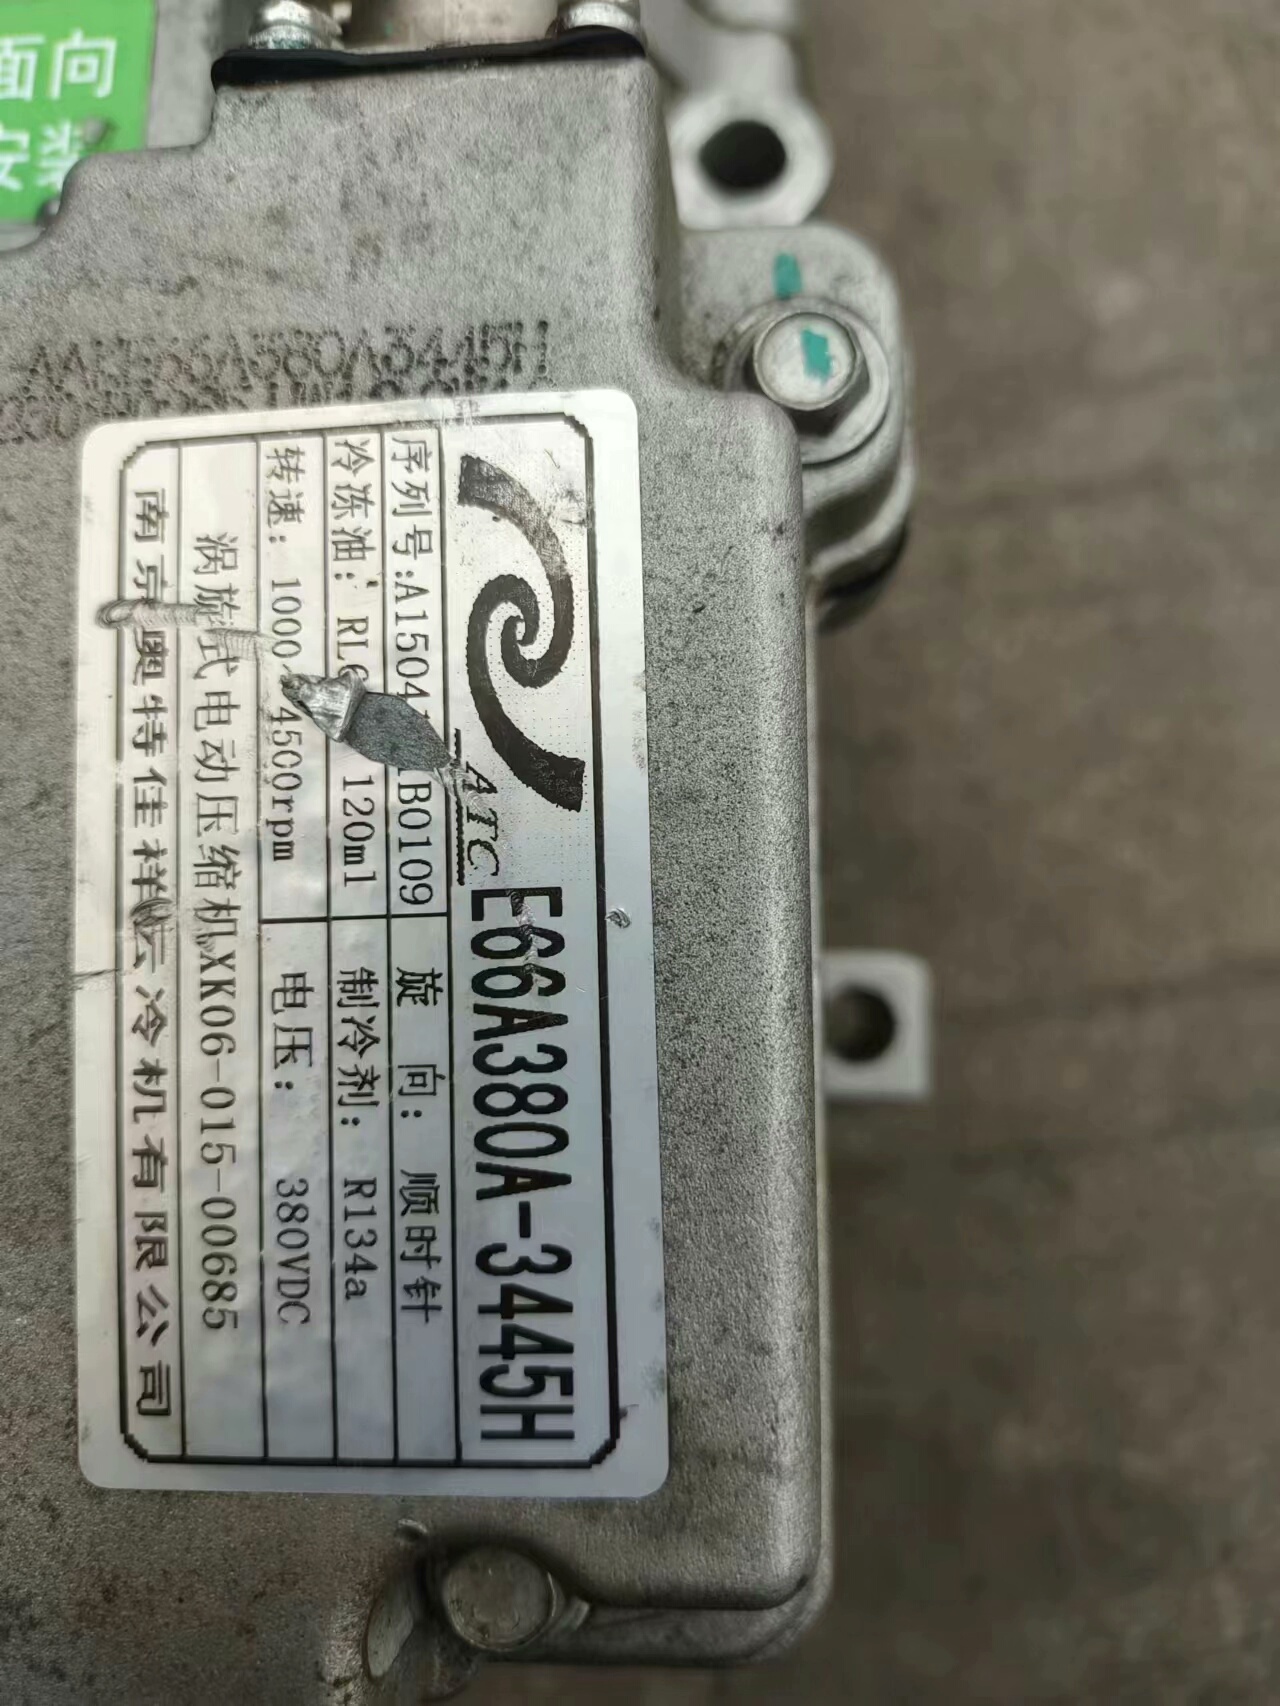 面向
安装
ATC
E66A380A-3445H
序列号:A1504 B0109
旋 向: 顺时针
冷冻油: RL 120ml
制冷剂: R134a
转速: 1000 4500rpm
电压: 380VDC
涡旋式电动压缩机XK06-015-00685
南京奥特佳祥云冷机有限公司
66A380A3445H